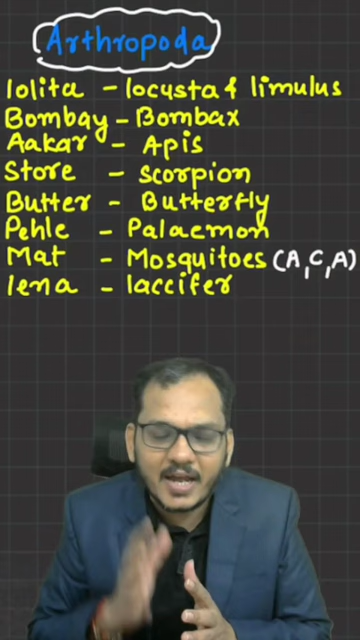 Arthropoda
lolita - locusta & limulus
Bombay - Bombax
Aakar - Apis
Store - Scorpion
Butter - Butterfly
Pehle - Palaemon
Mat - Mosquitoes (A, C, A)
lena - laccifer